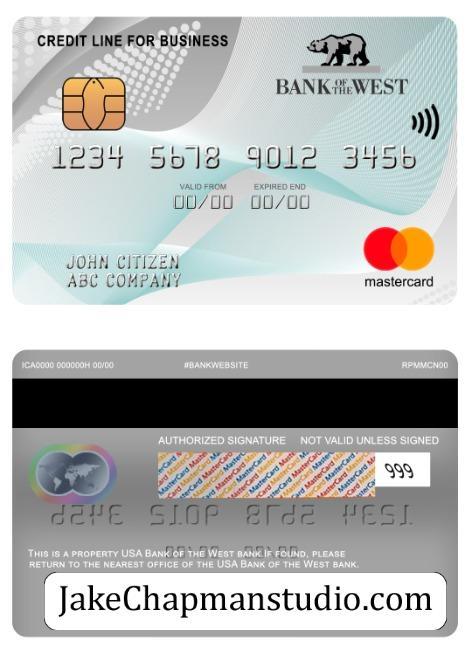 CREDIT LINE FOR BUSINESS
BANK OF THE WEST
1234 5678 9012 3456
VALID FROM EXPIRED END
00/00 00/00
JOHN CITIZEN
ABC COMPANY
mastercard
ICA0000 000000H 00/00 #BANKWEBSITE RPMMCN00
AUTHORIZED SIGNATURE NOT VALID UNLESS SIGNED
MasterCard MasterCard MasterCard
999
THIS IS A PROPERTY USA BANK OF THE WEST BANK.IF FOUND, PLEASE
RETURN TO THE NEAREST OFFICE OF THE USA BANK OF THE WEST BANK.
JakeChapmanstudio.com